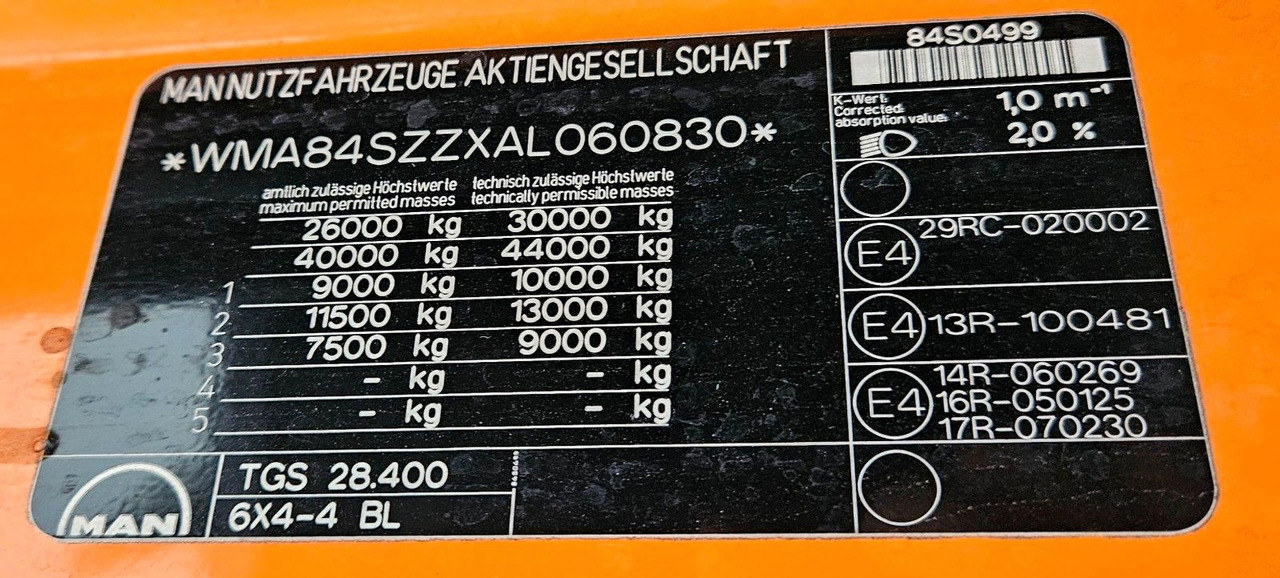 MAN NUTZFAHRZEUGE AKTIENGESELLSCHAFT
*WMA84SZZXAL060830*
amtlich zulässige Höchstwerte technisch zulässige Höchstwerte
maximum permitted masses technically permissible masses
26000 kg 30000 kg
40000 kg 44000 kg
1 9000 kg 10000 kg
2 11500 kg 13000 kg
3 7500 kg 9000 kg
4 – kg – kg
5 – kg – kg
MAN
TGS 28.400
6X4-4 BL
84S0499
84S0499
K-Wert:
Corrected
absorption value:
1,0 m⁻¹
2,0 %
E4 29RC-020002
E4 13R-100481
14R-060269
E4 16R-050125
17R-070230